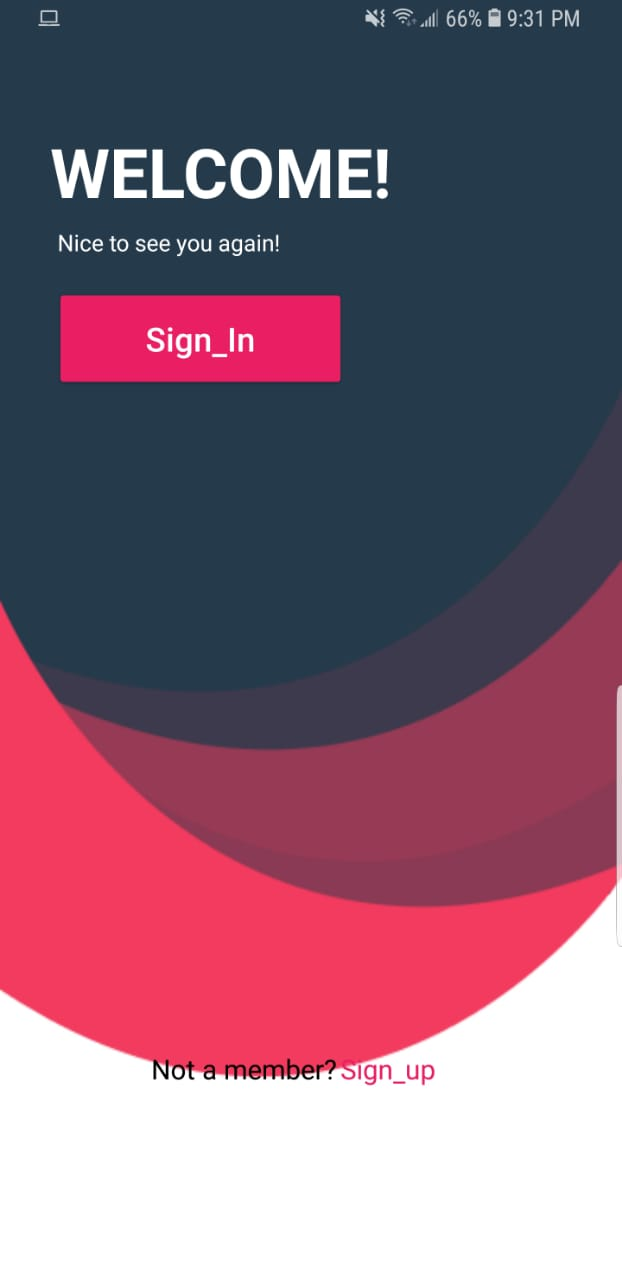 66% 9:31 PM
WELCOME!
Nice to see you again!
Sign_In
Not a member? Sign_up